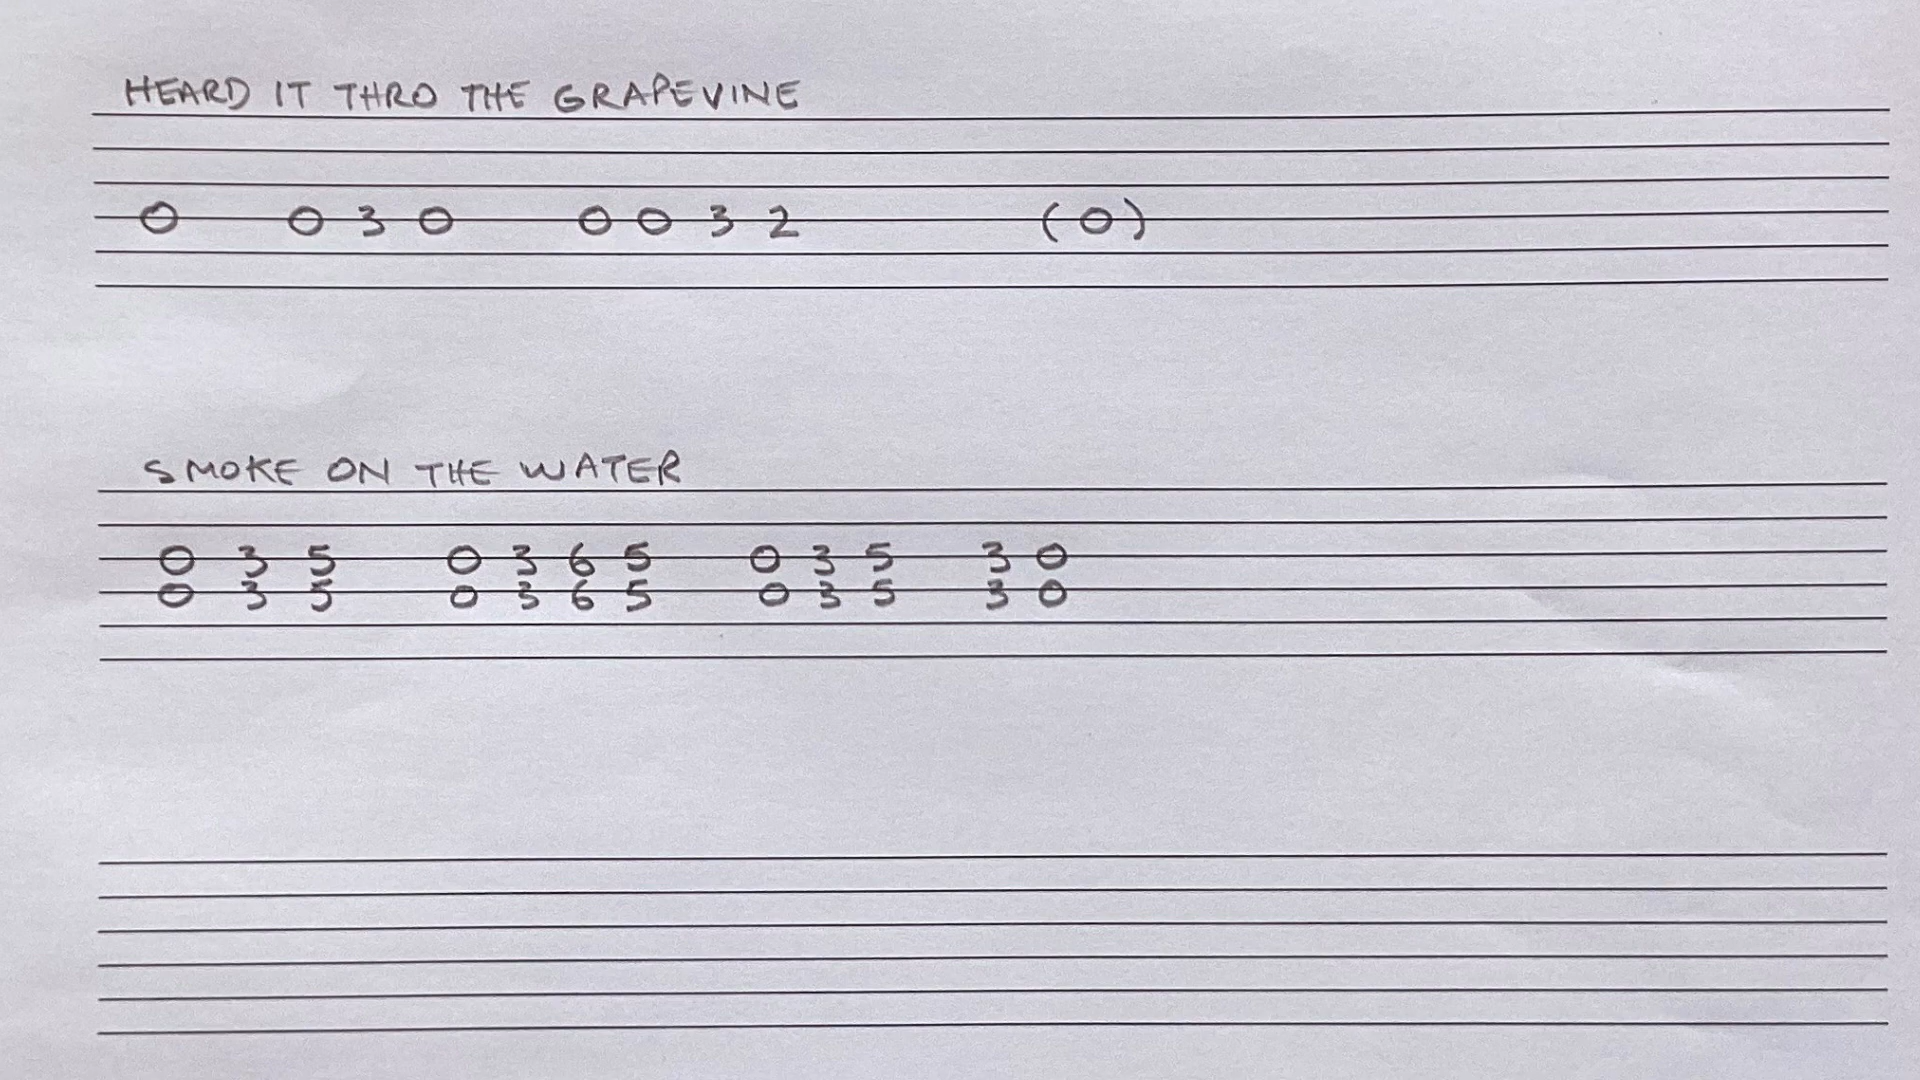 HEARD IT THRO THE GRAPEVINE
0 0 3 0 0 0 3 2 (0)
SMOKE ON THE WATER
0 3 5 0 3 6 5 0 3 5 3 0
0 3 5 0 3 6 5 0 3 5 3 0